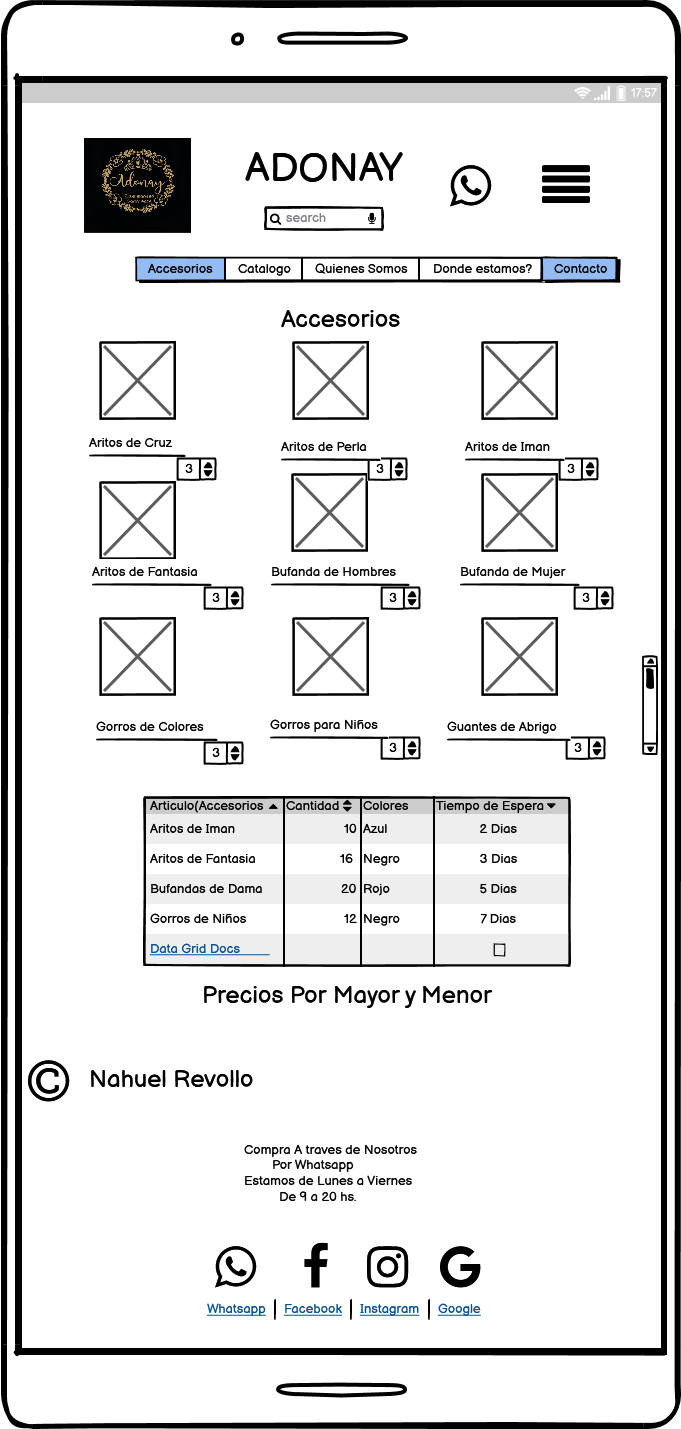 17:57
Adonay
ADONAY
search
Accesorios Catalogo Quienes Somos Donde estamos? Contacto
Accesorios
Aritos de Cruz Aritos de Perla Aritos de Iman
3 3 3
Aritos de Fantasia Bufanda de Hombres Bufanda de Mujer
3 3 3
Gorros de Colores Gorros para Niños Guantes de Abrigo
3 3 3
Articulo(Accesorios Cantidad Colores Tiempo de Espera
Aritos de Iman 10 Azul 2 Dias
Aritos de Fantasia 16 Negro 3 Dias
Bufandas de Dama 20 Rojo 5 Dias
Gorros de Niños 12 Negro 7 Dias
Data Grid Docs
Precios Por Mayor y Menor
© Nahuel Revollo
Compra A traves de Nosotros
Por Whatsapp
Estamos de Lunes a Viernes
De 9 a 20 hs.
Whatsapp | Facebook | Instagram | Google